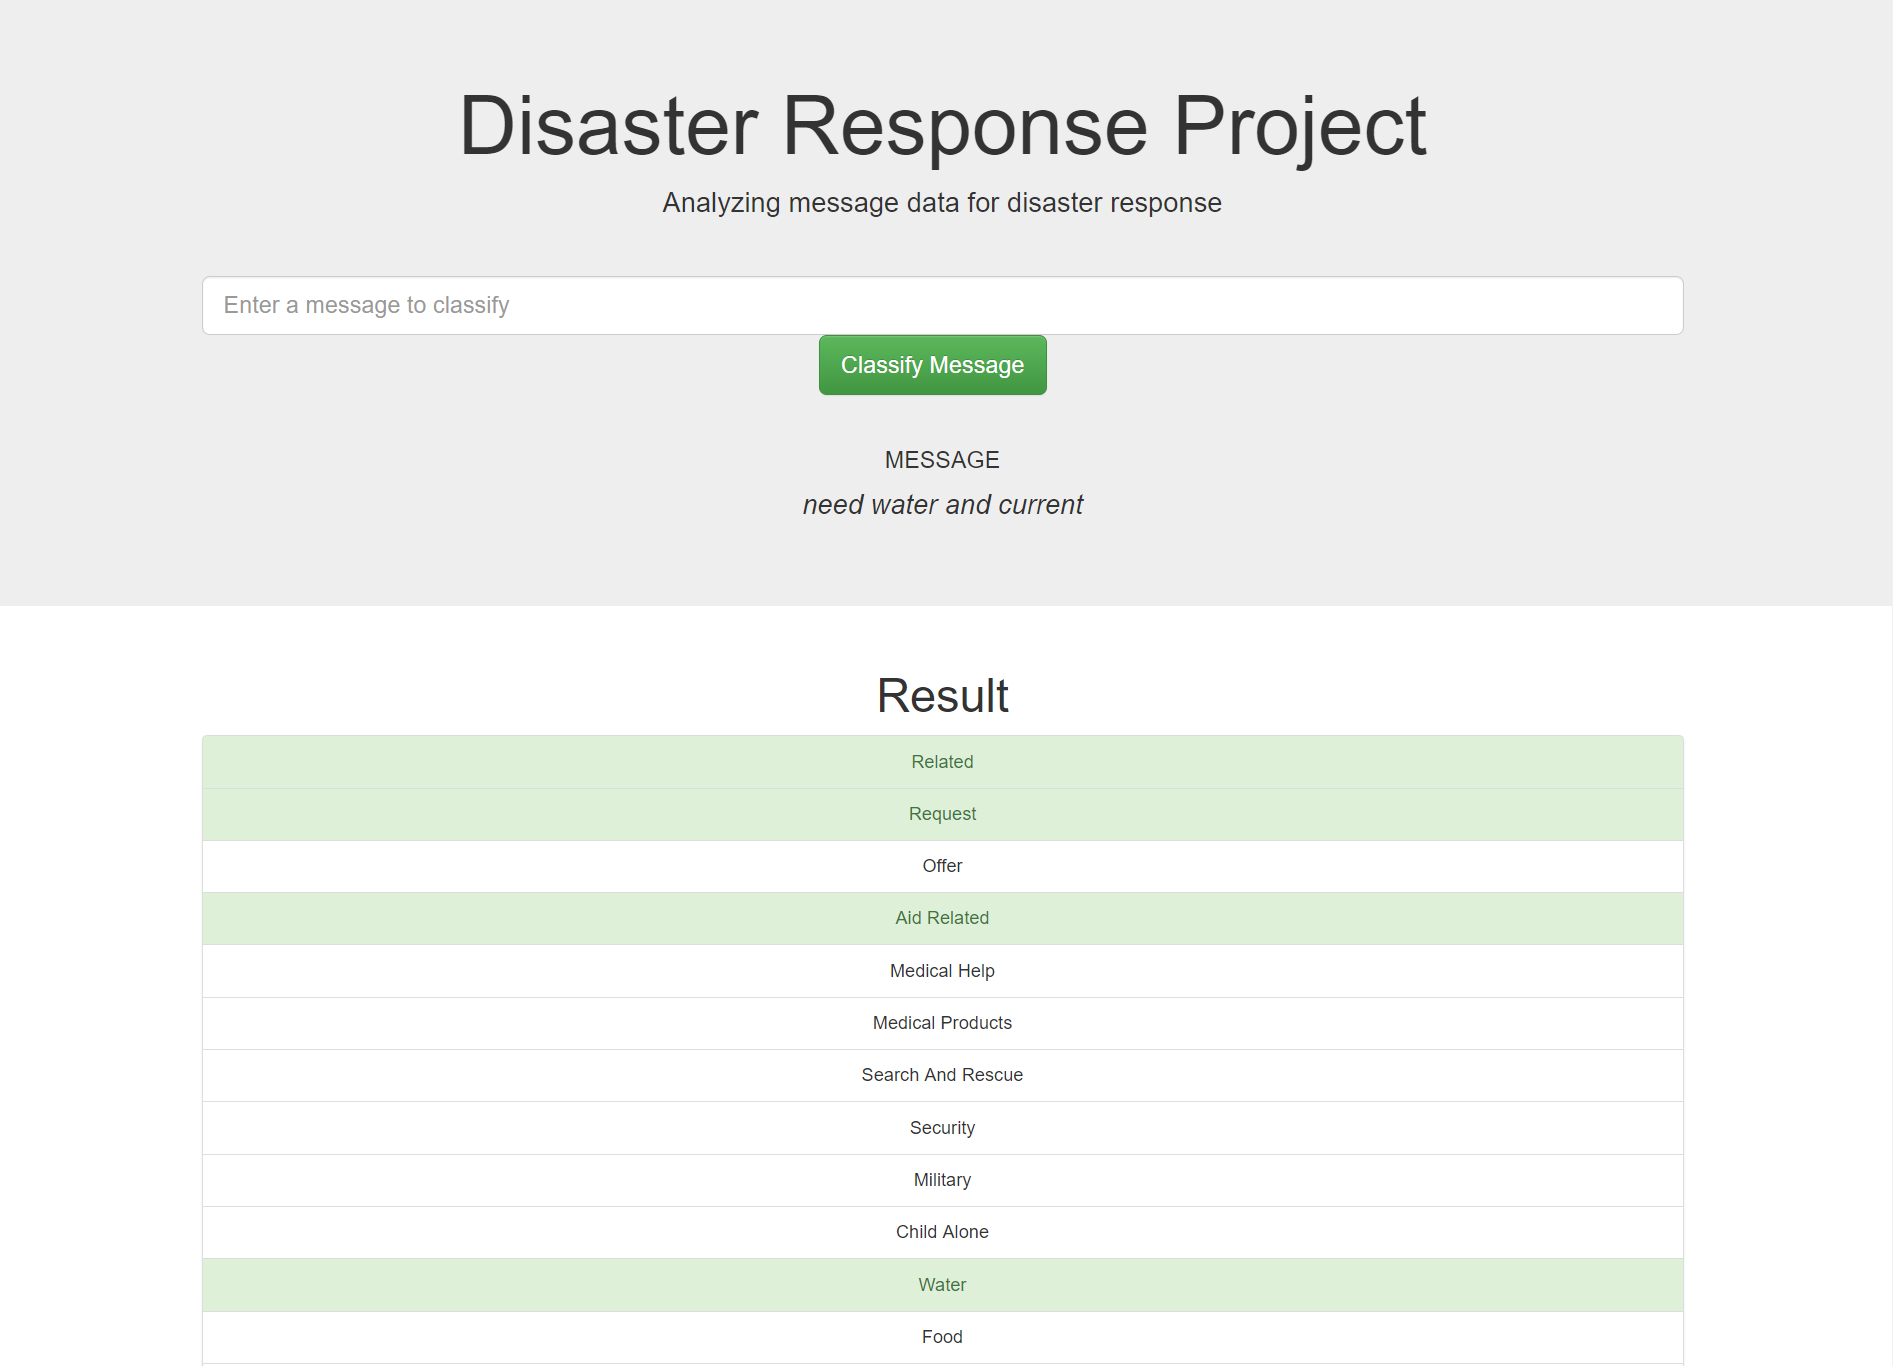 Disaster Response Project
Analyzing message data for disaster response
Enter a message to classify
Classify Message
MESSAGE
need water and current
Result
Related
Request
Offer
Aid Related
Medical Help
Medical Products
Search And Rescue
Security
Military
Child Alone
Water
Food